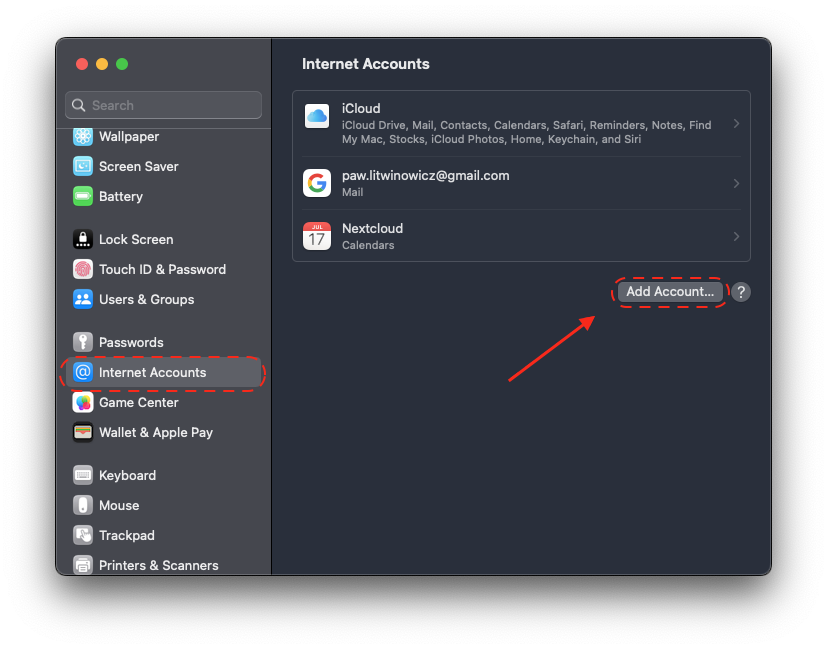 Internet Accounts
Search
Wallpaper
Screen Saver
Battery
Lock Screen
Touch ID & Password
Users & Groups
Passwords
Internet Accounts
Game Center
Wallet & Apple Pay
Keyboard
Mouse
Trackpad
Printers & Scanners
iCloud
iCloud Drive, Mail, Contacts, Calendars, Safari, Reminders, Notes, Find
My Mac, Stocks, iCloud Photos, Home, Keychain, and Siri
paw.litwinowicz@gmail.com
Mail
JUL
17
Nextcloud
Calendars
Add Account...
?